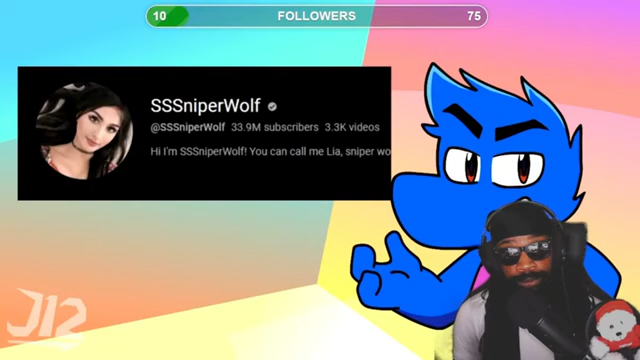 10 FOLLOWERS 75
SSSniperWolf
@SSSniperWolf 33.9M subscribers 3.3K videos
Hi I'm SSSniperWolf! You can call me Lia, sniper wo
J12